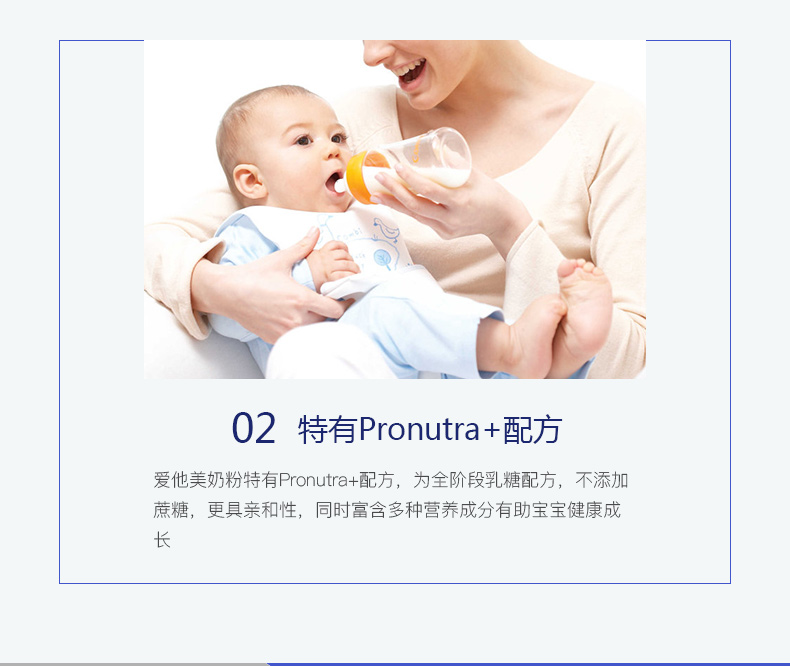 02 特有Pronutra+配方
爱他美奶粉特有Pronutra+配方，为全阶段乳糖配方，不添加
蔗糖，更具亲和性，同时富含多种营养成分有助宝宝健康成
长